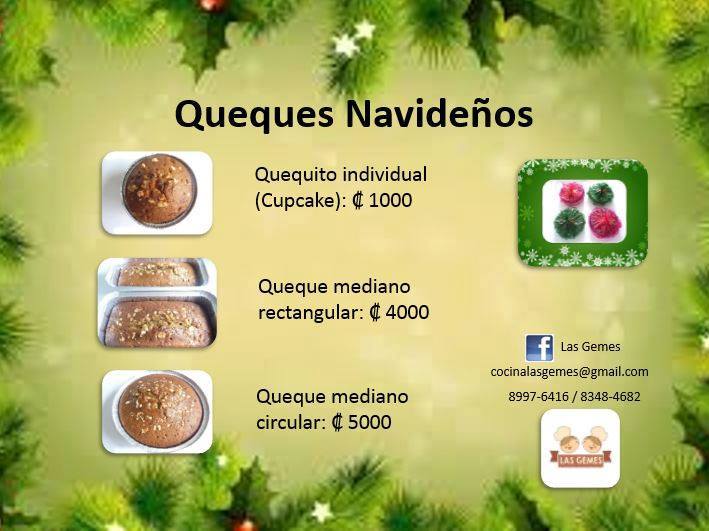 Queques Navideños
Quequito individual
(Cupcake): ₡ 1000
Queque mediano
rectangular: ₡ 4000
Queque mediano
circular: ₡ 5000
f Las Gemes
cocinalasgemes@gmail.com
8997-6416 / 8348-4682
LAS GEMES